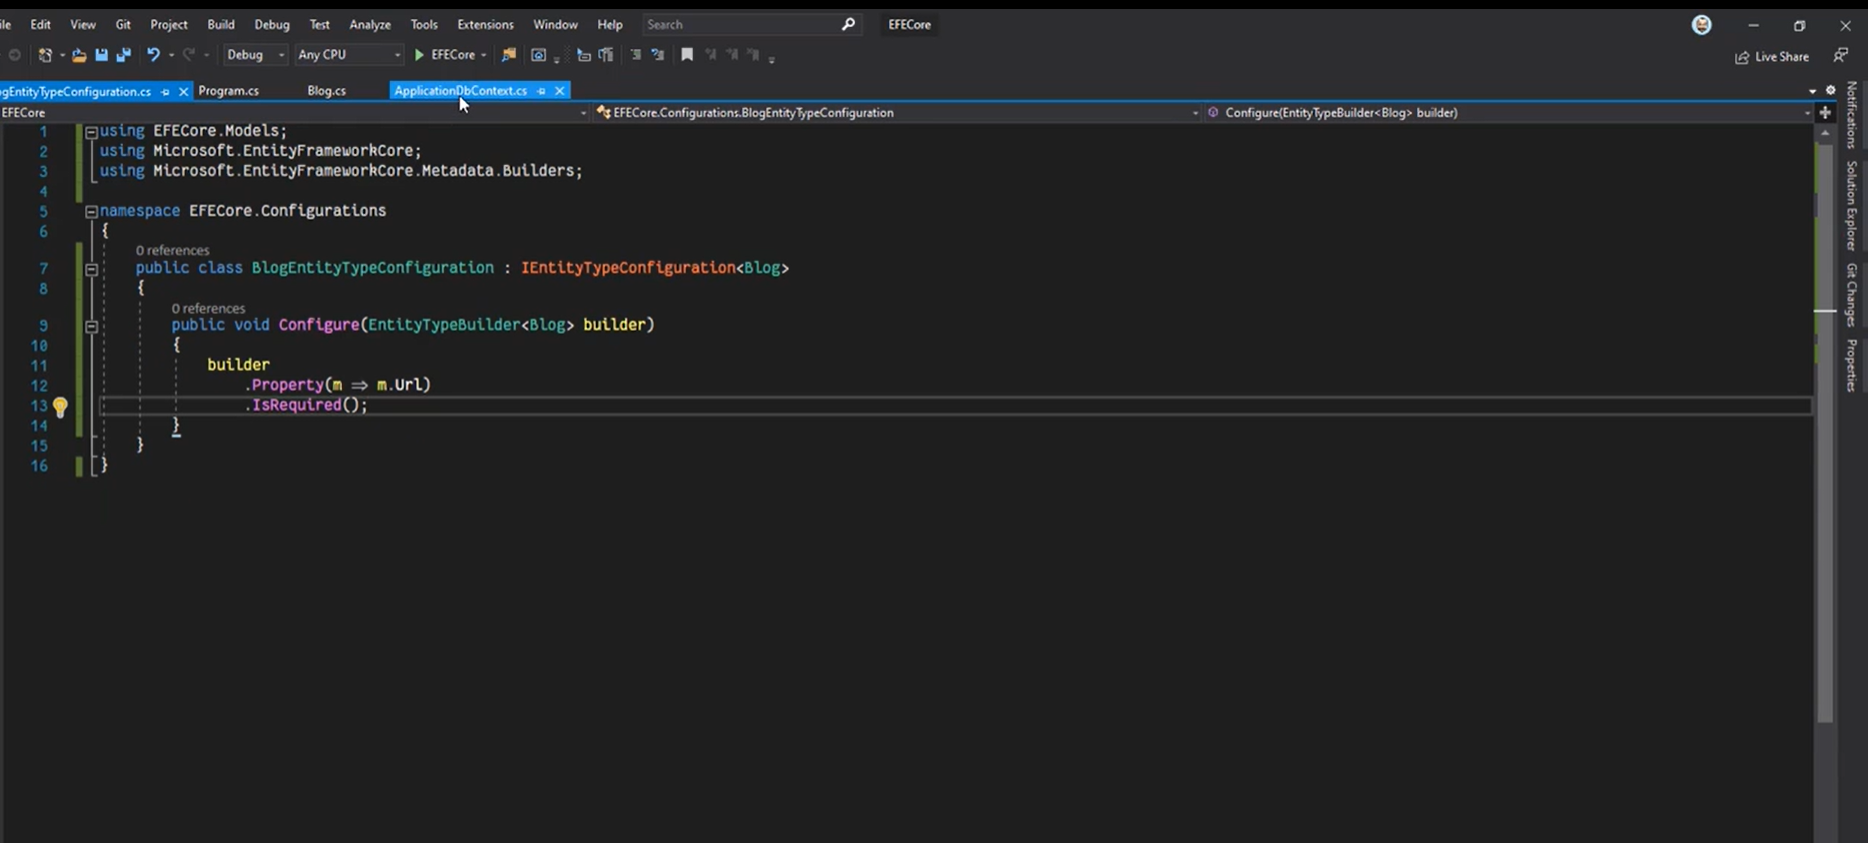 ile Edit View Git Project Build Debug Test Analyze Tools Extensions Window Help Search EFECore
Debug Any CPU EFECore Live Share
ogEntityTypeConfiguration.cs Program.cs Blog.cs ApplicationDbContext.cs
EFECore EFECore.Configurations.BlogEntityTypeConfiguration Configure(EntityTypeBuilder<Blog> builder)
1 using EFECore.Models;
2 using Microsoft.EntityFrameworkCore;
3 using Microsoft.EntityFrameworkCore.Metadata.Builders;
4
5 namespace EFECore.Configurations
6 {
0 references
7 public class BlogEntityTypeConfiguration : IEntityTypeConfiguration<Blog>
8 {
0 references
9 public void Configure(EntityTypeBuilder<Blog> builder)
10 {
11 builder
12 .Property(m => m.Url)
13 .IsRequired();
14 }
15 }
16 }
Notifications
Solution Explorer
Git Changes
Properties